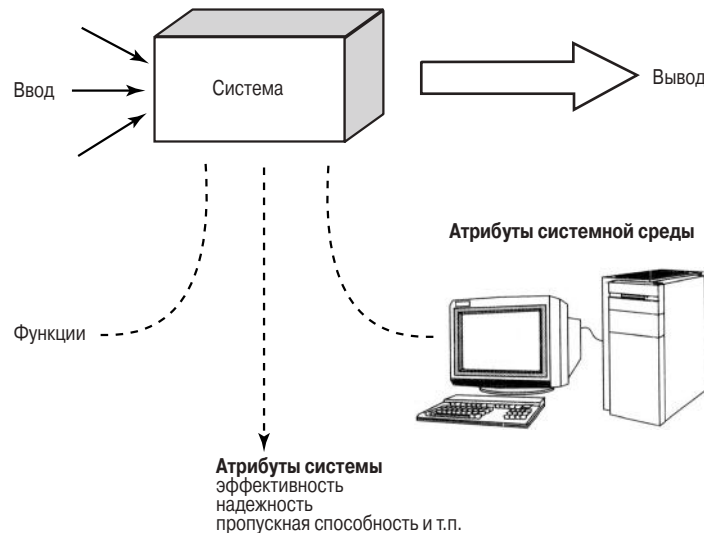 Ввод
Система
Вывод
Атрибуты системной среды
Функции
Атрибуты системы
эффективность
надежность
пропускная способность и т.п.